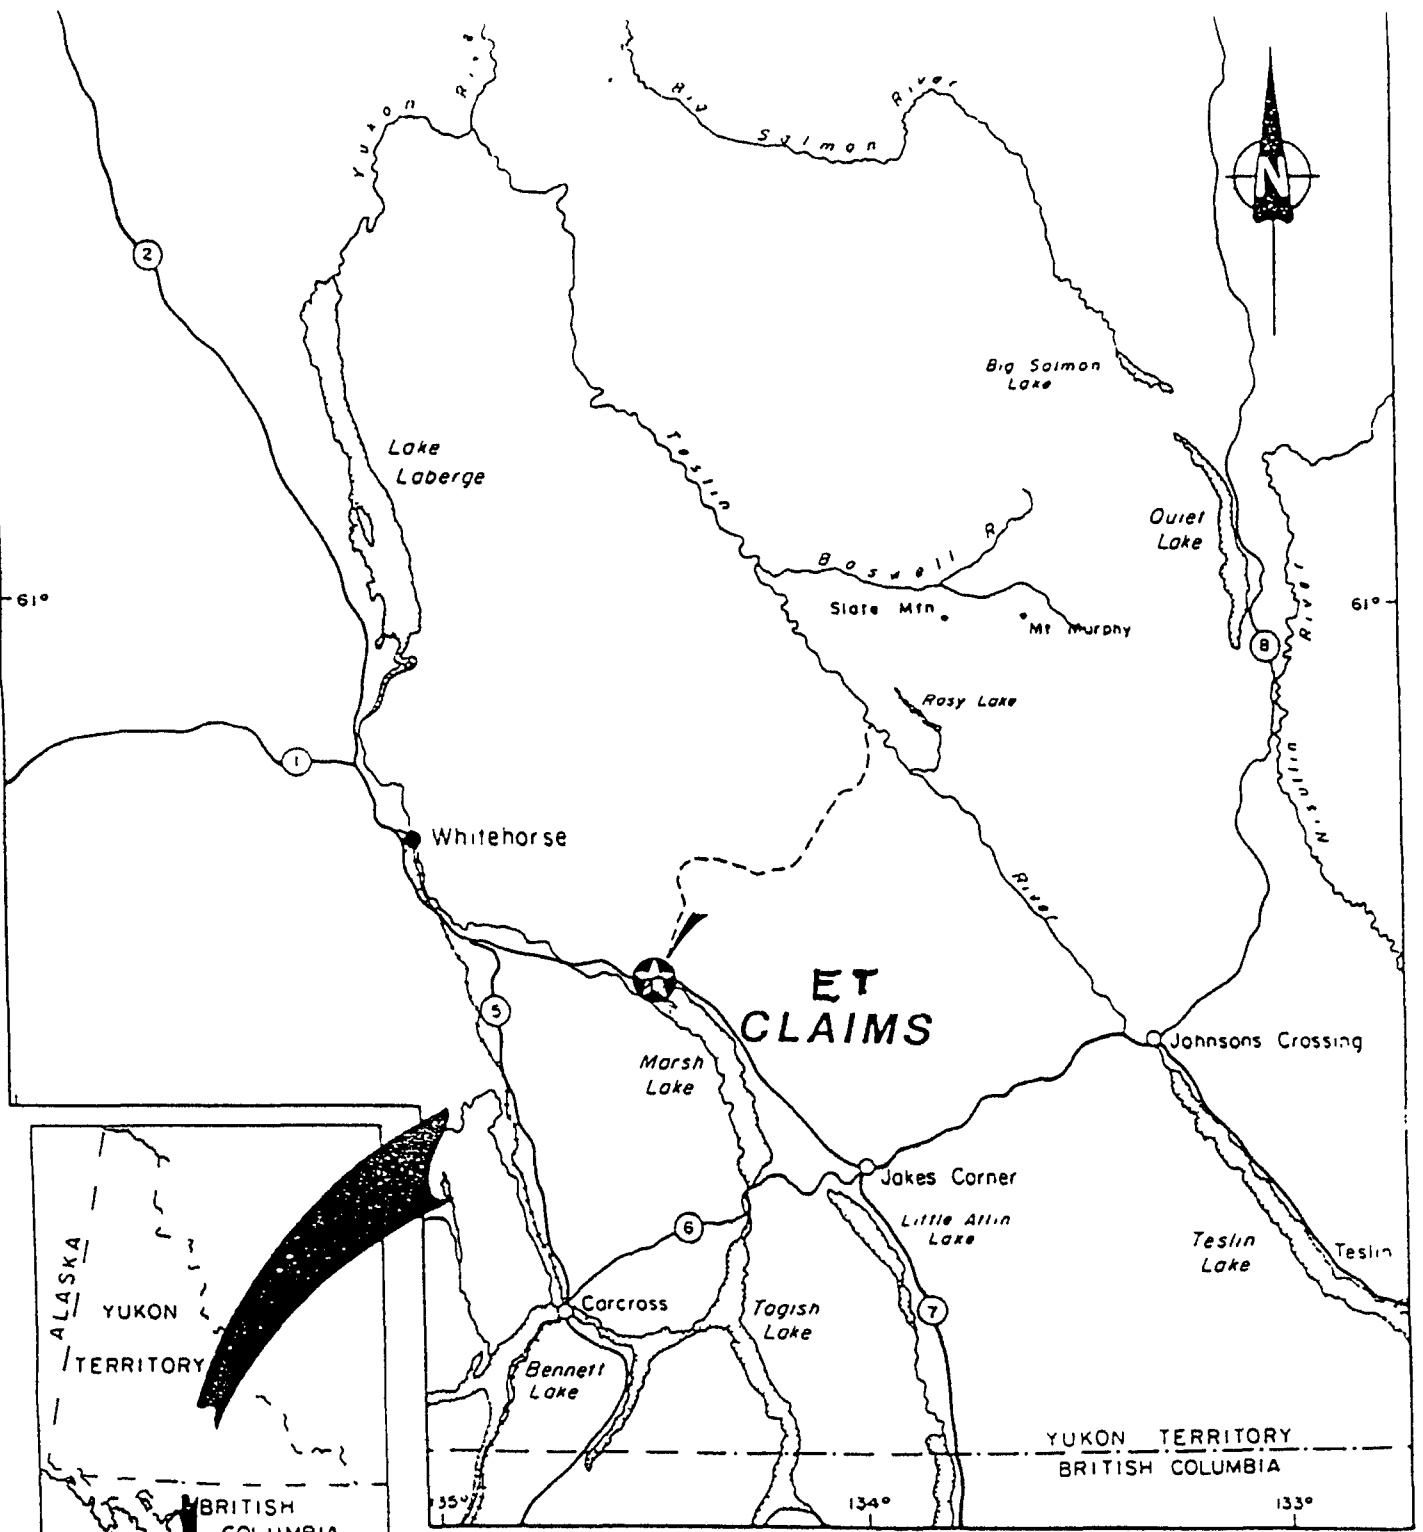 Yukon River
Big Salmon River
N
2
Big Salmon
Lake
Lake
Laberge
Teslin
Quiet
Lake
Boswell R
61°
61°
Slate Mtn
Mt Murphy
8
Rosy Lake
1
Nisutlin
Whitehorse
River
ET
CLAIMS
5
Johnsons Crossing
Marsh
Lake
Jakes Corner
6
Little Atlin
Lake
Teslin
Lake
Teslin
Carcross
Tagish
Lake
7
Bennett
Lake
ALASKA
YUKON
TERRITORY
YUKON TERRITORY
BRITISH COLUMBIA
BRITISH
COLUMBIA
135°
134°
133°